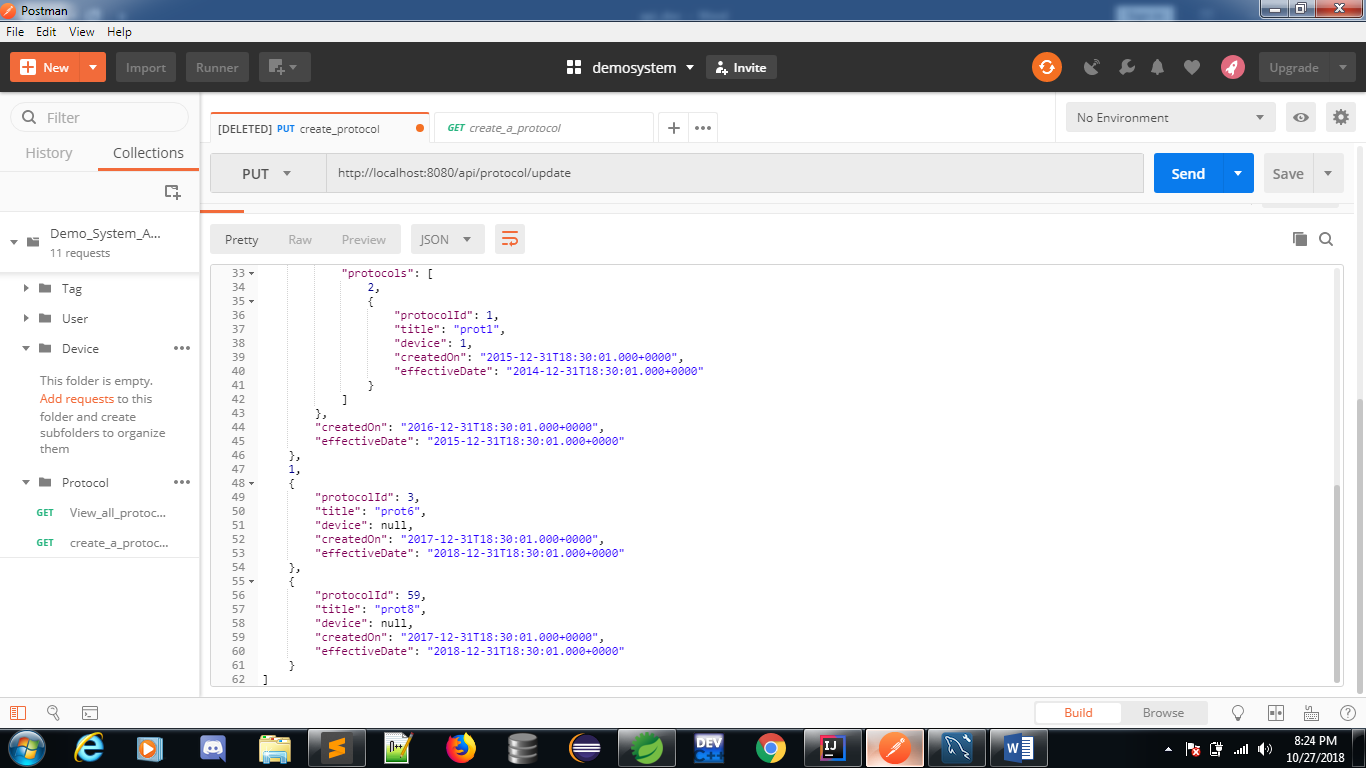 Postman
File Edit View Help
New Import Runner demosystem Invite Upgrade
Filter
History Collections
Demo_System_A...
11 requests
Tag
User
Device
This folder is empty.
Add requests to this
folder and create
subfolders to organize
them
Protocol
GET View_all_protoc...
GET create_a_protoc...
[DELETED] PUT create_protocol
GET create_a_protocol
No Environment
PUT http://localhost:8080/api/protocol/update Send Save
Pretty Raw Preview JSON
33 "protocols": [
34 2,
35 {
36 "protocolId": 1,
37 "title": "prot1",
38 "device": 1,
39 "createdOn": "2015-12-31T18:30:01.000+0000",
40 "effectiveDate": "2014-12-31T18:30:01.000+0000"
41 }
42 ]
43 },
44 "createdOn": "2016-12-31T18:30:01.000+0000",
45 "effectiveDate": "2015-12-31T18:30:01.000+0000"
46 },
47 1,
48 {
49 "protocolId": 3,
50 "title": "prot6",
51 "device": null,
52 "createdOn": "2017-12-31T18:30:01.000+0000",
53 "effectiveDate": "2018-12-31T18:30:01.000+0000"
54 },
55 {
56 "protocolId": 59,
57 "title": "prot8",
58 "device": null,
59 "createdOn": "2017-12-31T18:30:01.000+0000",
60 "effectiveDate": "2018-12-31T18:30:01.000+0000"
61 }
62 ]
Build Browse
DEV
C++
IJ
W
8:24 PM
10/27/2018